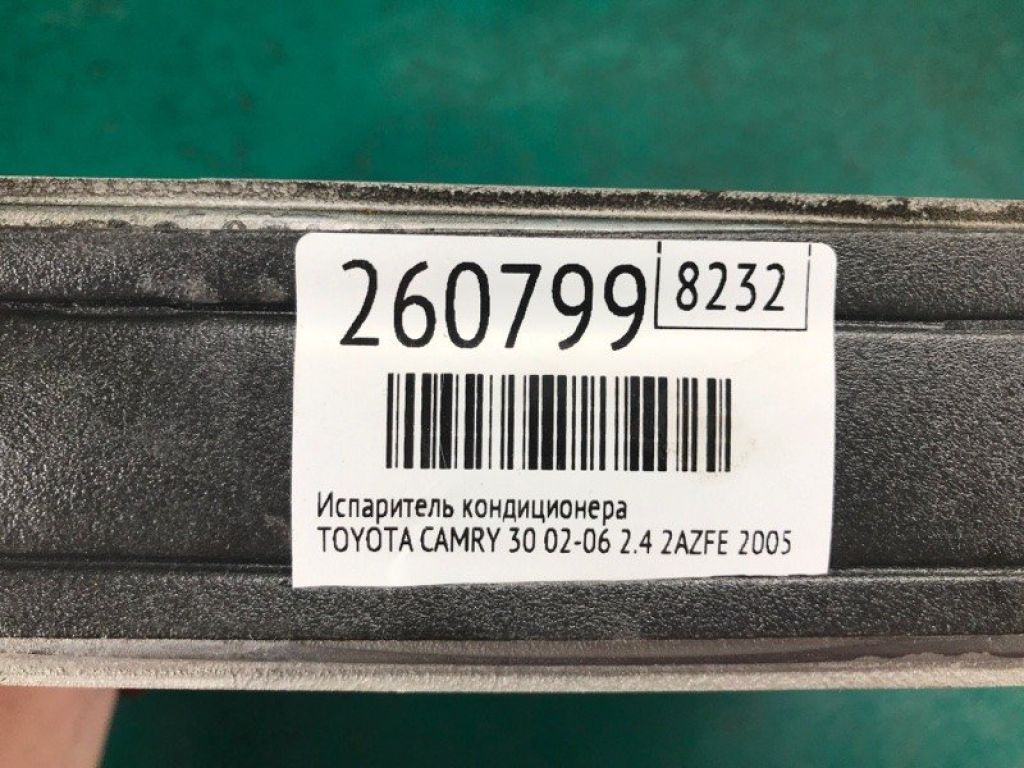 260799 8232
Испаритель кондиционера
TOYOTA CAMRY 30 02-06 2.4 2AZFE 2005